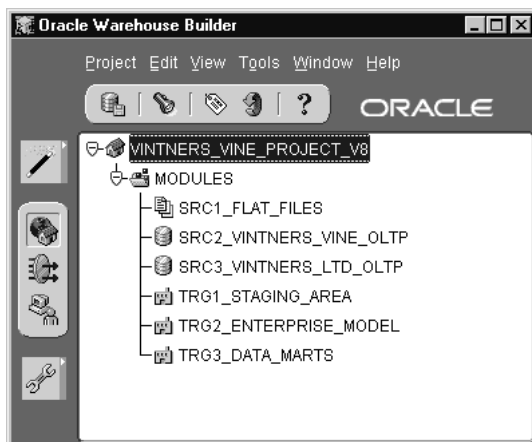 Oracle Warehouse Builder
Project Edit View Tools Window Help
?
ORACLE
VINTNERS_VINE_PROJECT_V8
MODULES
SRC1_FLAT_FILES
SRC2_VINTNERS_VINE_OLTP
SRC3_VINTNERS_LTD_OLTP
TRG1_STAGING_AREA
TRG2_ENTERPRISE_MODEL
TRG3_DATA_MARTS